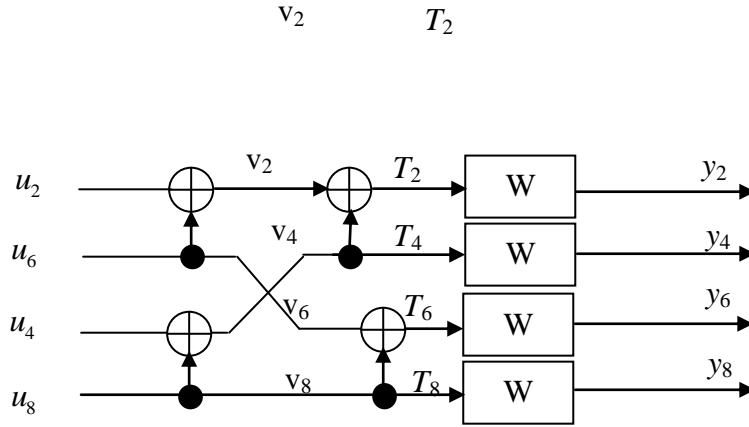 v2 T2
u2 v2 T2 W y2
u6 v4 T4 W y4
u4 v6 T6 W y6
u8 v8 T8 W y8